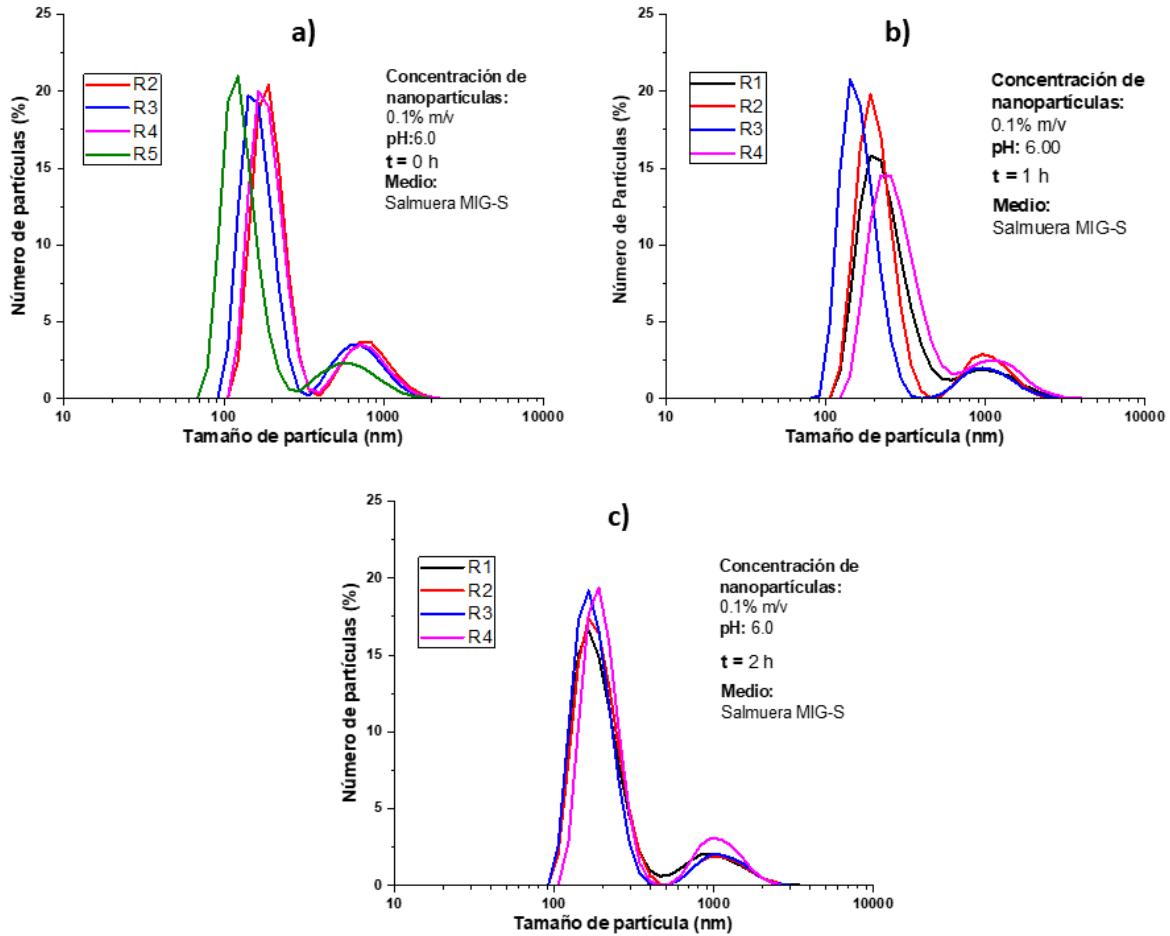 a)
25
20
15
10
5
0
Número de partículas (%)
R2
R3
R4
R5
Concentración de
nanopartículas:
0.1% m/v
pH:6.0
t = 0 h
Medio:
Salmuera MIG-S
10
100
1000
10000
Tamaño de partícula (nm)
b)
25
20
15
10
5
0
Número de Partículas (%)
R1
R2
R3
R4
Concentración de
nanopartículas:
0.1% m/v
pH: 6.00
t = 1 h
Medio:
Salmuera MIG-S
10
100
1000
10000
Tamaño de partícula (nm)
c)
25
20
15
10
5
0
Número de partículas (%)
R1
R2
R3
R4
Concentración de
nanopartículas:
0.1% m/v
pH: 6.0
t = 2 h
Medio:
Salmuera MIG-S
10
100
1000
10000
Tamaño de partícula (nm)